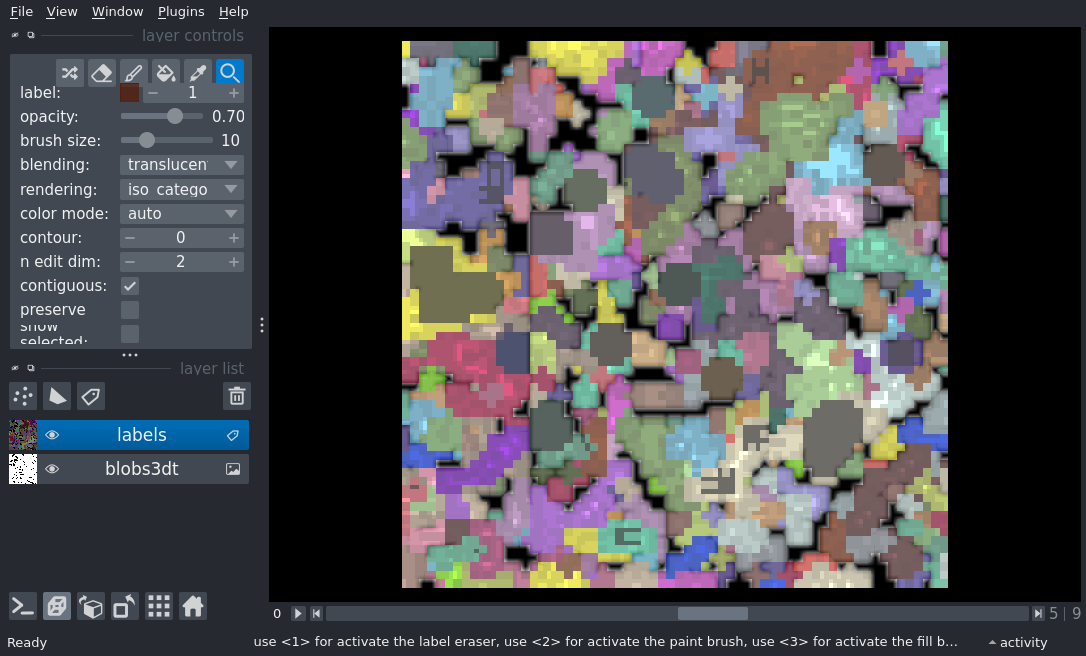 File View Window Plugins Help
layer controls
label: − 1 +
opacity: 0.70
brush size: 10
blending: translucen
rendering: iso_catego
color mode: auto
contour: − 0 +
n edit dim: − 2 +
contiguous:
preserve
show
selected:
layer list
labels
blobs3dt
0 5 | 9
Ready use <1> for activate the label eraser, use <2> for activate the paint brush, use <3> for activate the fill b... activity